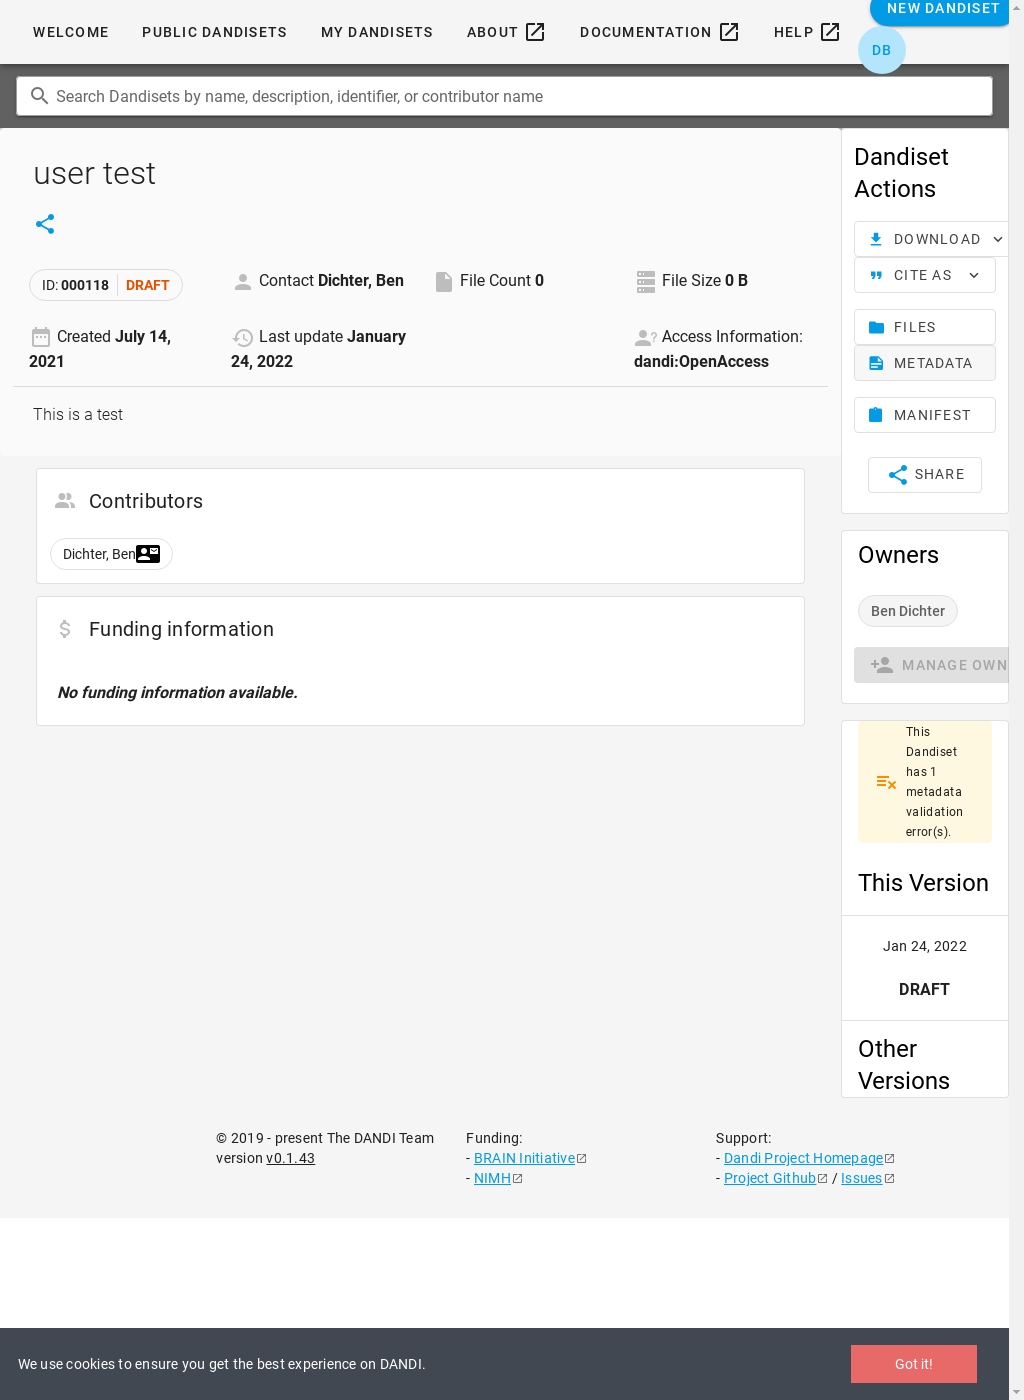 WELCOME PUBLIC DANDISETS MY DANDISETS ABOUT DOCUMENTATION HELP NEW DANDISET
DB
Search Dandisets by name, description, identifier, or contributor name
user test
ID: 000118 DRAFT
Contact Dichter, Ben
File Count 0
File Size 0 B
Created July 14,
2021
Last update January
24, 2022
Access Information:
dandi:OpenAccess
This is a test
Contributors
Dichter, Ben
Funding information
No funding information available.
Dandiset
Actions
DOWNLOAD
CITE AS
FILES
METADATA
MANIFEST
SHARE
Owners
Ben Dichter
MANAGE OWN
This
Dandiset
has 1
metadata
validation
error(s).
This Version
Jan 24, 2022
DRAFT
Other
Versions
© 2019 - present The DANDI Team
version v0.1.43
Funding:
- BRAIN Initiative
- NIMH
Support:
- Dandi Project Homepage
- Project Github / Issues
We use cookies to ensure you get the best experience on DANDI.
Got it!